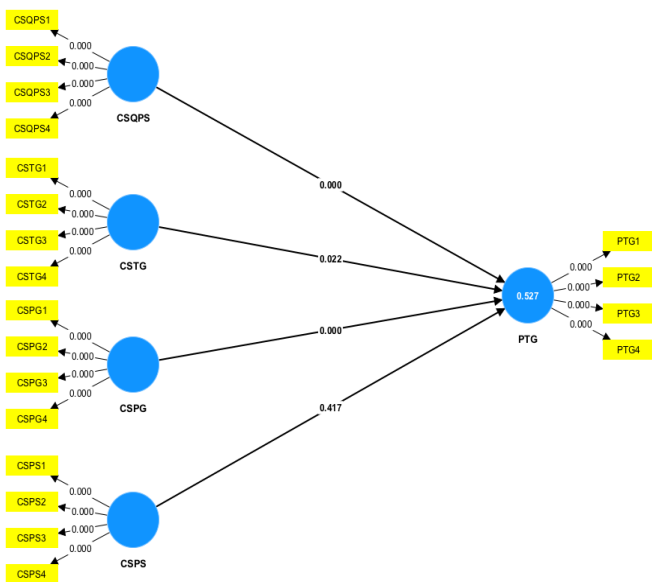 CSQPS1
0.000
CSQPS2
0.000
CSQPS3
0.000
CSQPS4
0.000
CSQPS
CSTG1
0.000
CSTG2
0.000
CSTG3
0.000
CSTG4
0.000
CSTG
CSPG1
0.000
CSPG2
0.000
CSPG3
0.000
CSPG4
0.000
CSPG
CSPS1
0.000
CSPS2
0.000
CSPS3
0.000
CSPS4
0.000
CSPS
0.000
0.022
0.000
0.417
0.527
PTG
PTG1
0.000
PTG2
0.000
PTG3
0.000
PTG4
0.000